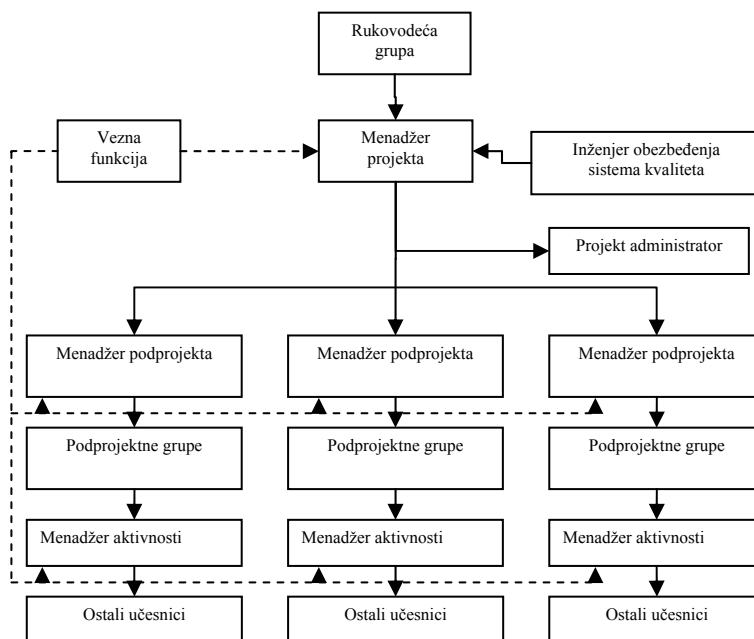 Rukovodeća
grupa
Vezna
funkcija
Menadžer
projekta
Inženjer obezbeđenja
sistema kvaliteta
Projekt administrator
Menadžer podprojekta
Menadžer podprojekta
Menadžer podprojekta
Podprojektne grupe
Podprojektne grupe
Podprojektne grupe
Menadžer aktivnosti
Menadžer aktivnosti
Menadžer aktivnosti
Ostali učesnici
Ostali učesnici
Ostali učesnici